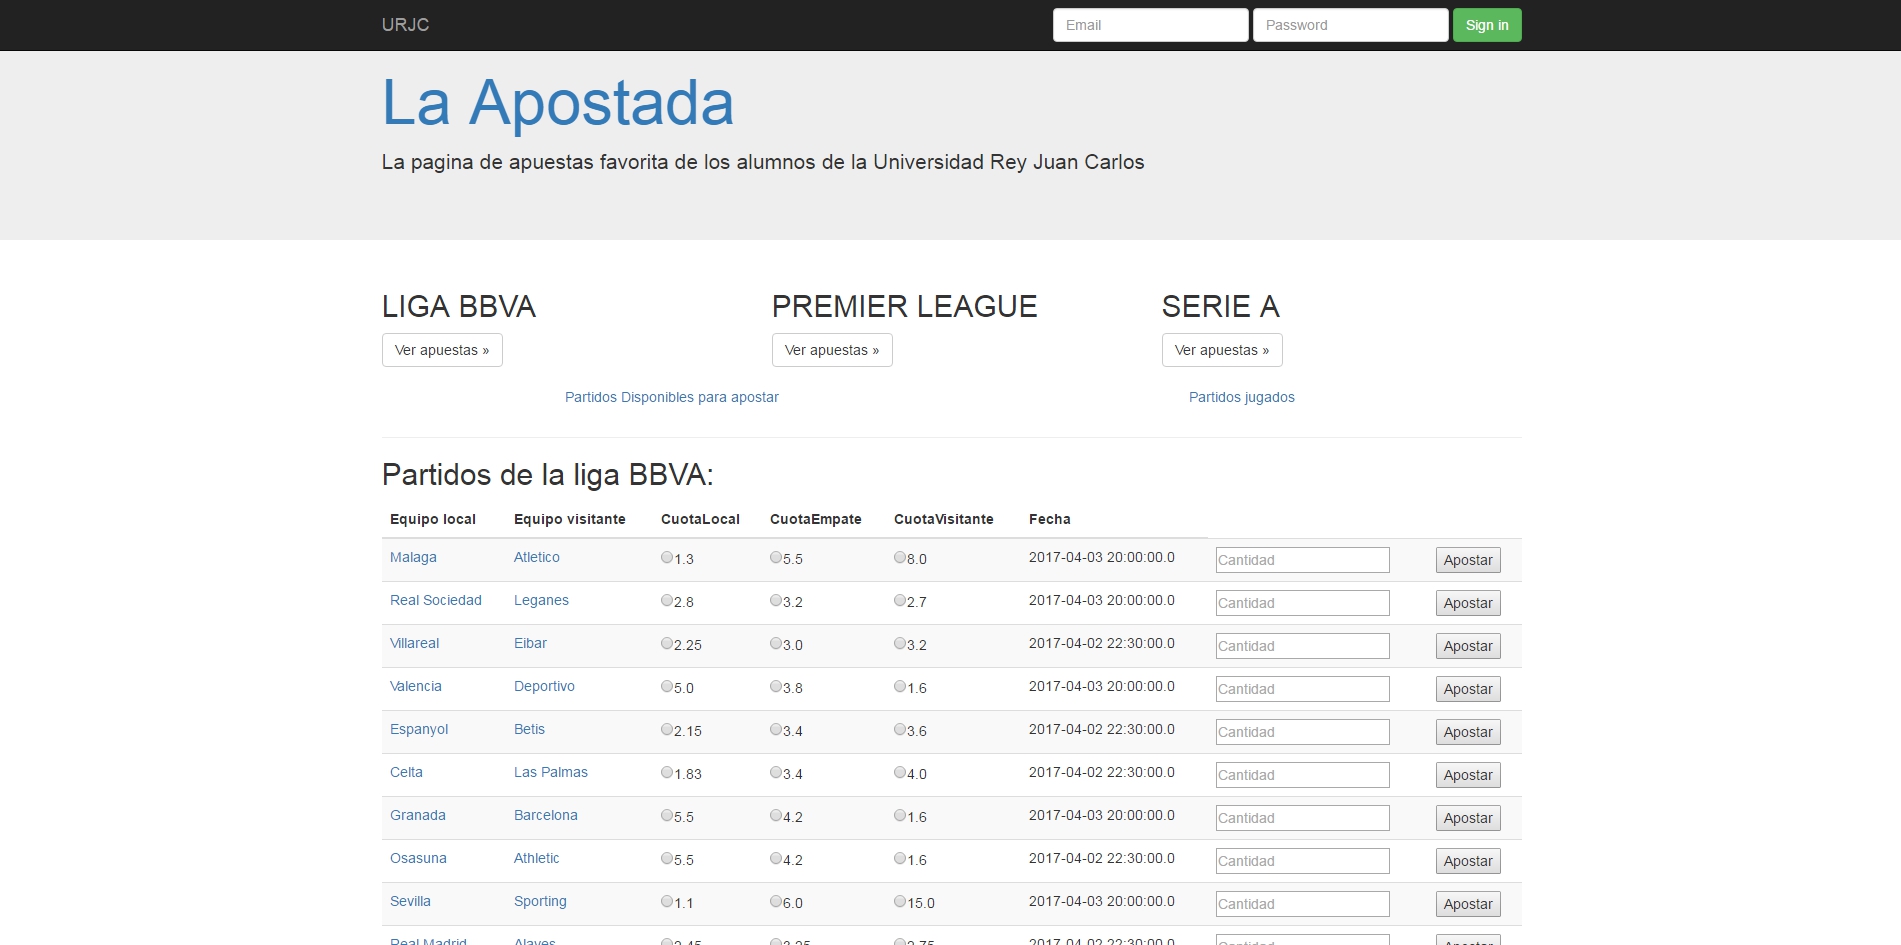 URJC Email Password Sign in
La Apostada
La pagina de apuestas favorita de los alumnos de la Universidad Rey Juan Carlos
LIGA BBVA PREMIER LEAGUE SERIE A
Ver apuestas » Ver apuestas » Ver apuestas »
Partidos Disponibles para apostar Partidos jugados
Partidos de la liga BBVA:
Equipo local Equipo visitante CuotaLocal CuotaEmpate CuotaVisitante Fecha
Malaga Atletico 1.3 5.5 8.0 2017-04-03 20:00:00.0 Cantidad Apostar
Real Sociedad Leganes 2.8 3.2 2.7 2017-04-03 20:00:00.0 Cantidad Apostar
Villareal Eibar 2.25 3.0 3.2 2017-04-02 22:30:00.0 Cantidad Apostar
Valencia Deportivo 5.0 3.8 1.6 2017-04-03 20:00:00.0 Cantidad Apostar
Espanyol Betis 2.15 3.4 3.6 2017-04-02 22:30:00.0 Cantidad Apostar
Celta Las Palmas 1.83 3.4 4.0 2017-04-02 22:30:00.0 Cantidad Apostar
Granada Barcelona 5.5 4.2 1.6 2017-04-03 20:00:00.0 Cantidad Apostar
Osasuna Athletic 5.5 4.2 1.6 2017-04-02 22:30:00.0 Cantidad Apostar
Sevilla Sporting 1.1 6.0 15.0 2017-04-03 20:00:00.0 Cantidad Apostar
Real Madrid Alaves 2017-04-02 22:30:00.0 Cantidad Apostar